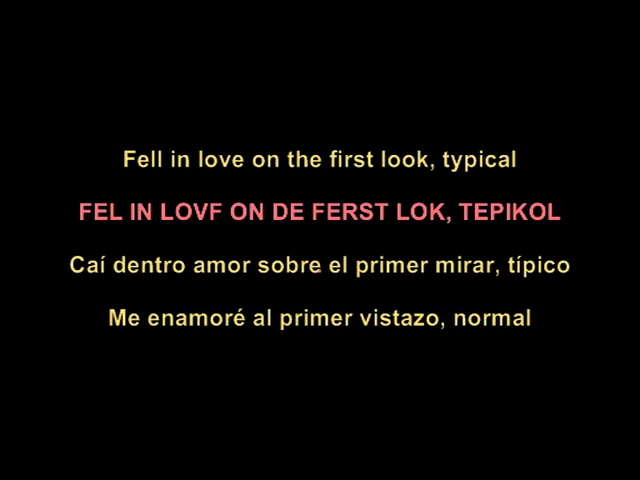 Fell in love on the first look, typical
FEL IN LOVF ON DE FERST LOK, TEPIKOL
Caí dentro amor sobre el primer mirar, típico
Me enamoré al primer vistazo, normal